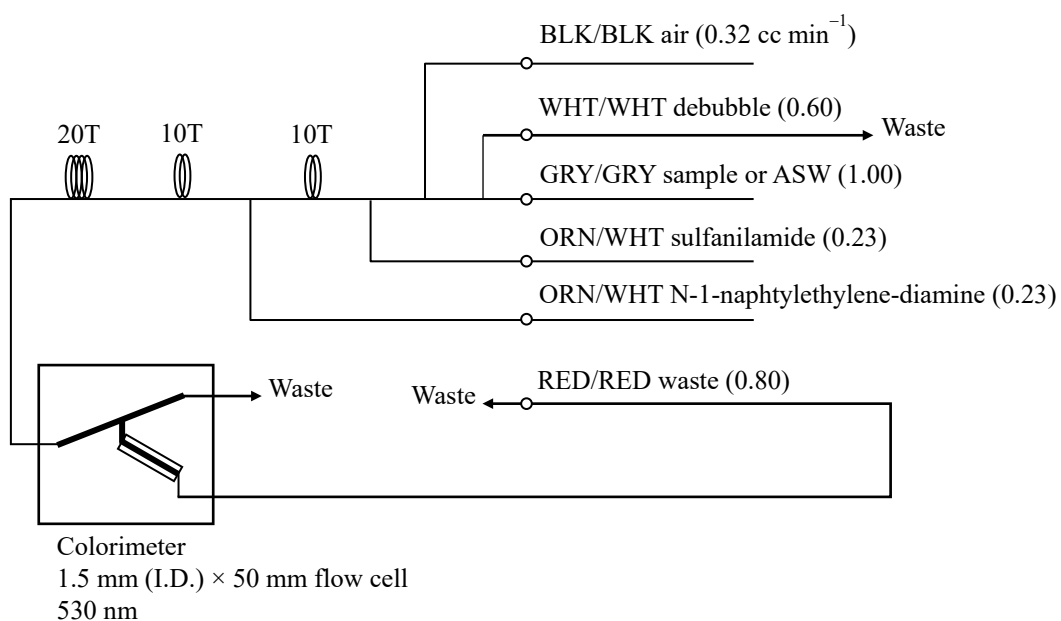 BLK/BLK air (0.32 cc min⁻¹)
WHT/WHT debubble (0.60)
Waste
20T
10T
10T
GRY/GRY sample or ASW (1.00)
ORN/WHT sulfanilamide (0.23)
ORN/WHT N-1-naphtylethylene-diamine (0.23)
RED/RED waste (0.80)
Waste
Waste
Colorimeter
1.5 mm (I.D.) × 50 mm flow cell
530 nm